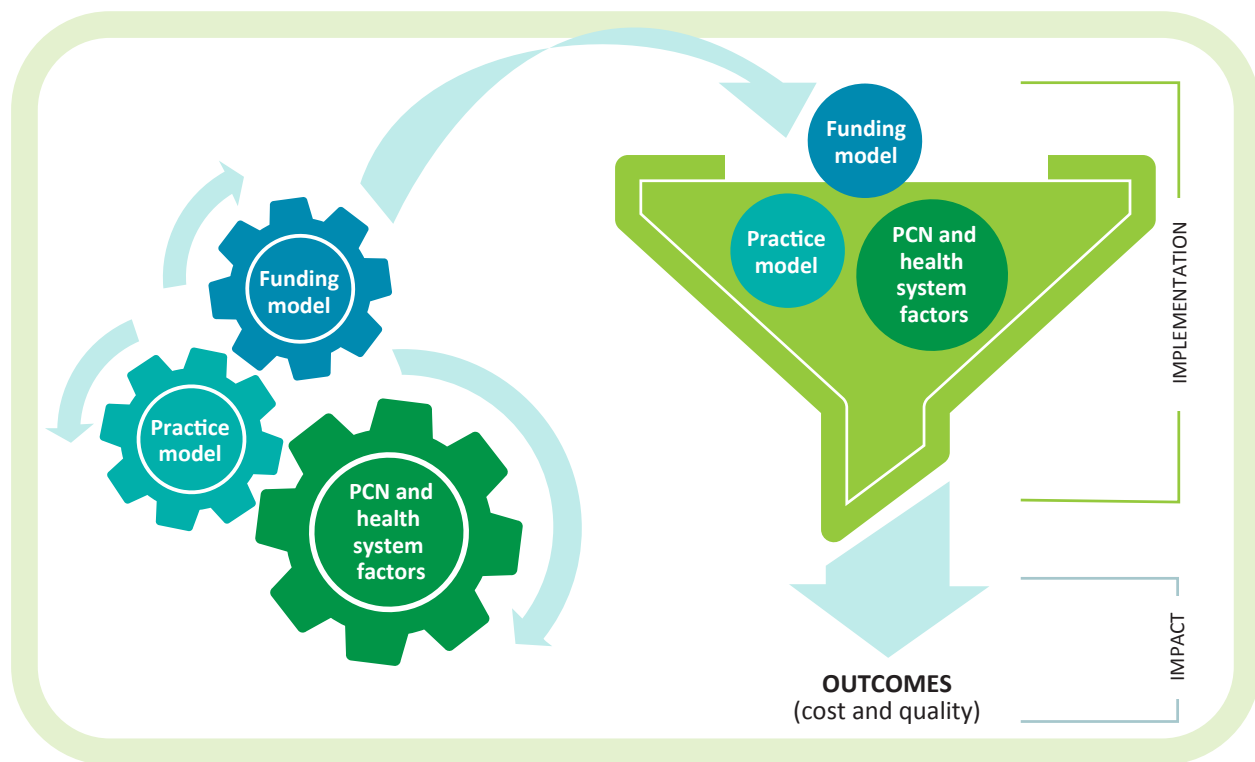 Funding
model
Practice
model
PCN and
health
system
factors
Funding
model
Practice
model
PCN and
health
system
factors
IMPLEMENTATION
IMPACT
OUTCOMES
(cost and quality)